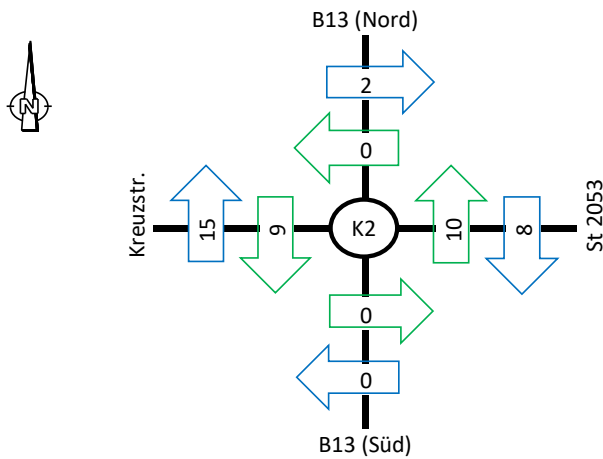 B13 (Nord)
2
N
0
Kreuzstr.
15
9
K2
10
8
St 2053
0
0
B13 (Süd)